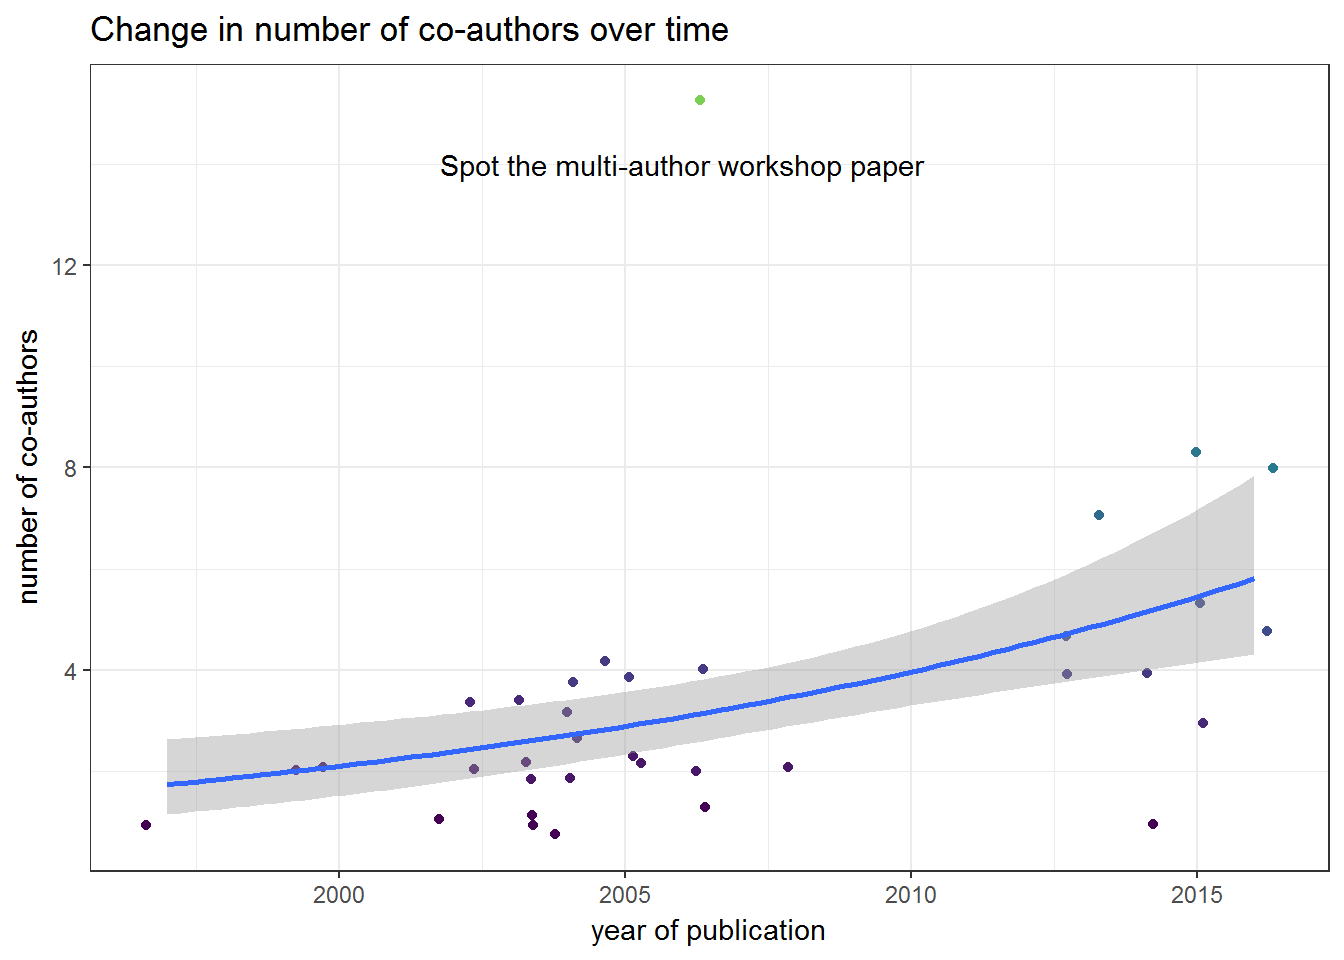 Change in number of co-authors over time
Spot the multi-author workshop paper
12
8
4
number of co-authors
2000
2005
2010
2015
year of publication